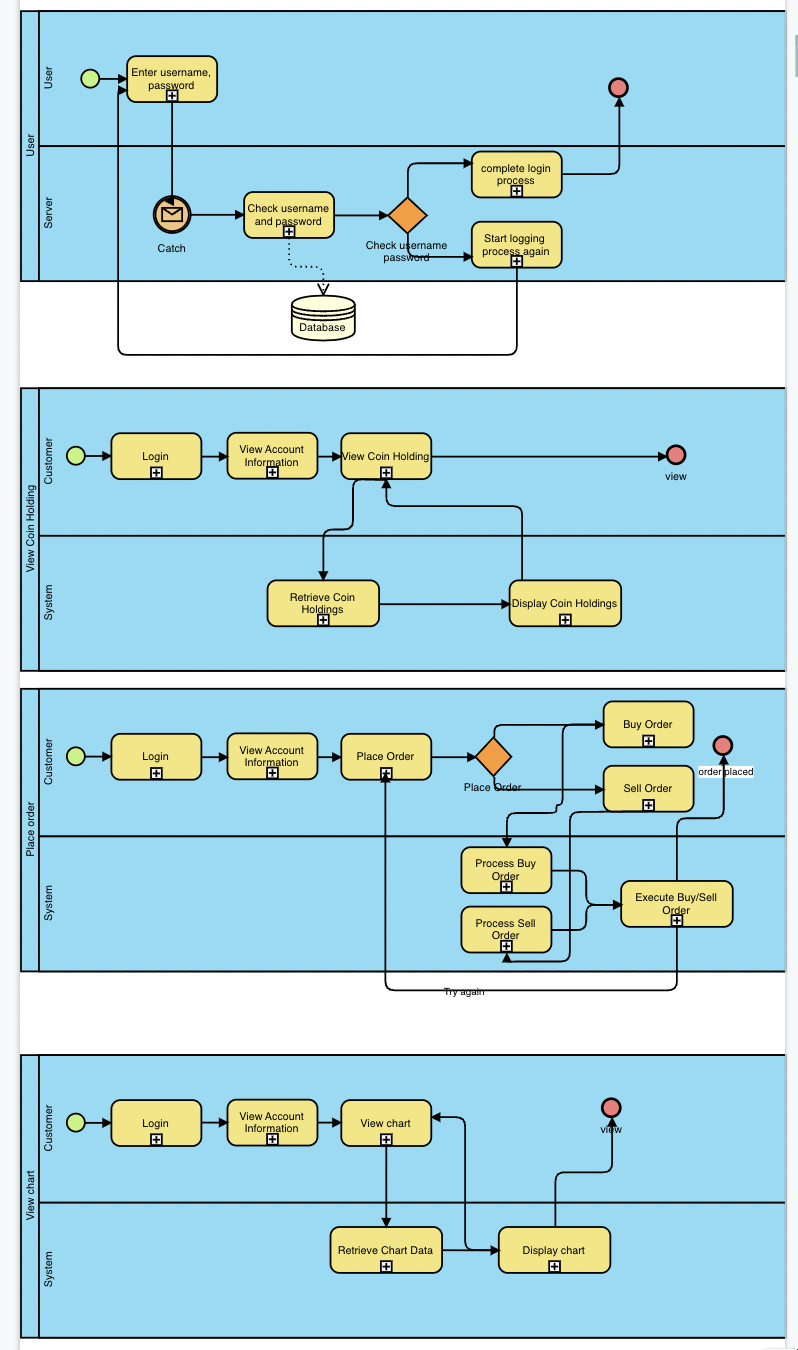 User
User
Enter username,
password
Server
Catch
Check username
and password
Check username
password
complete login
process
Start logging
process again
Database
View Coin Holding
Customer
Login
View Account
Information
View Coin Holding
view
System
Retrieve Coin
Holdings
Display Coin Holdings
Place order
Customer
Login
View Account
Information
Place Order
Place Order
Buy Order
Sell Order
order placed
System
Process Buy
Order
Process Sell
Order
Execute Buy/Sell
Order
Try again
View chart
Customer
Login
View Account
Information
View chart
view
System
Retrieve Chart Data
Display chart